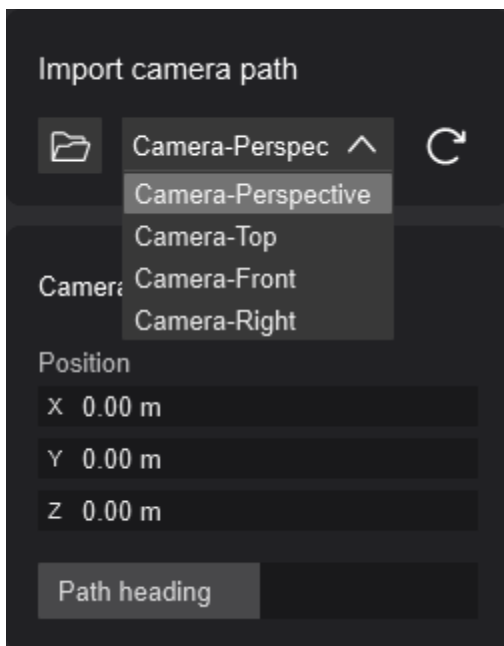 Import camera path
Camera-Perspec
Camera-Perspective
Camera-Top
Camera-Front
Camera-Right
Camera
Position
X 0.00 m
Y 0.00 m
Z 0.00 m
Path heading